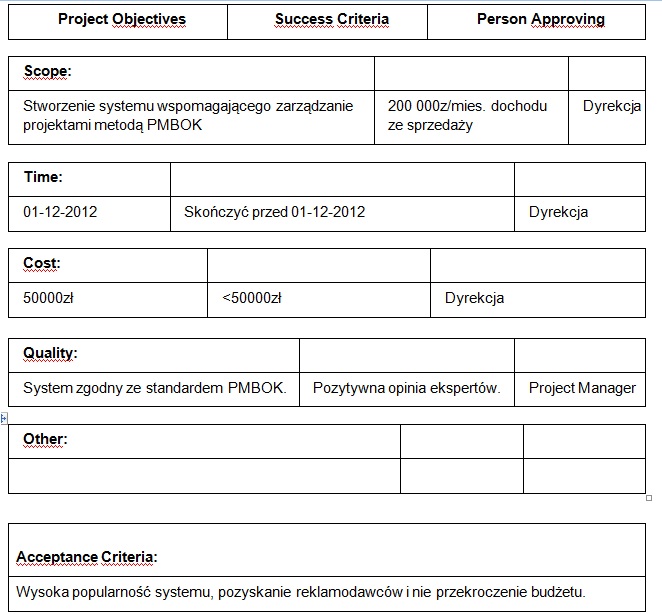 Project Objectives Success Criteria Person Approving
Scope:
Stworzenie systemu wspomagającego zarządzanie 200 000z/mies. dochodu Dyrekcja
projektami metodą PMBOK ze sprzedaży
Time:
01-12-2012 Skończyć przed 01-12-2012 Dyrekcja
Cost:
50000zł <50000zł Dyrekcja
Quality:
System zgodny ze standardem PMBOK. Pozytywna opinia ekspertów. Project Manager
Other:
Acceptance Criteria:
Wysoka popularność systemu, pozyskanie reklamodawców i nie przekroczenie budżetu.